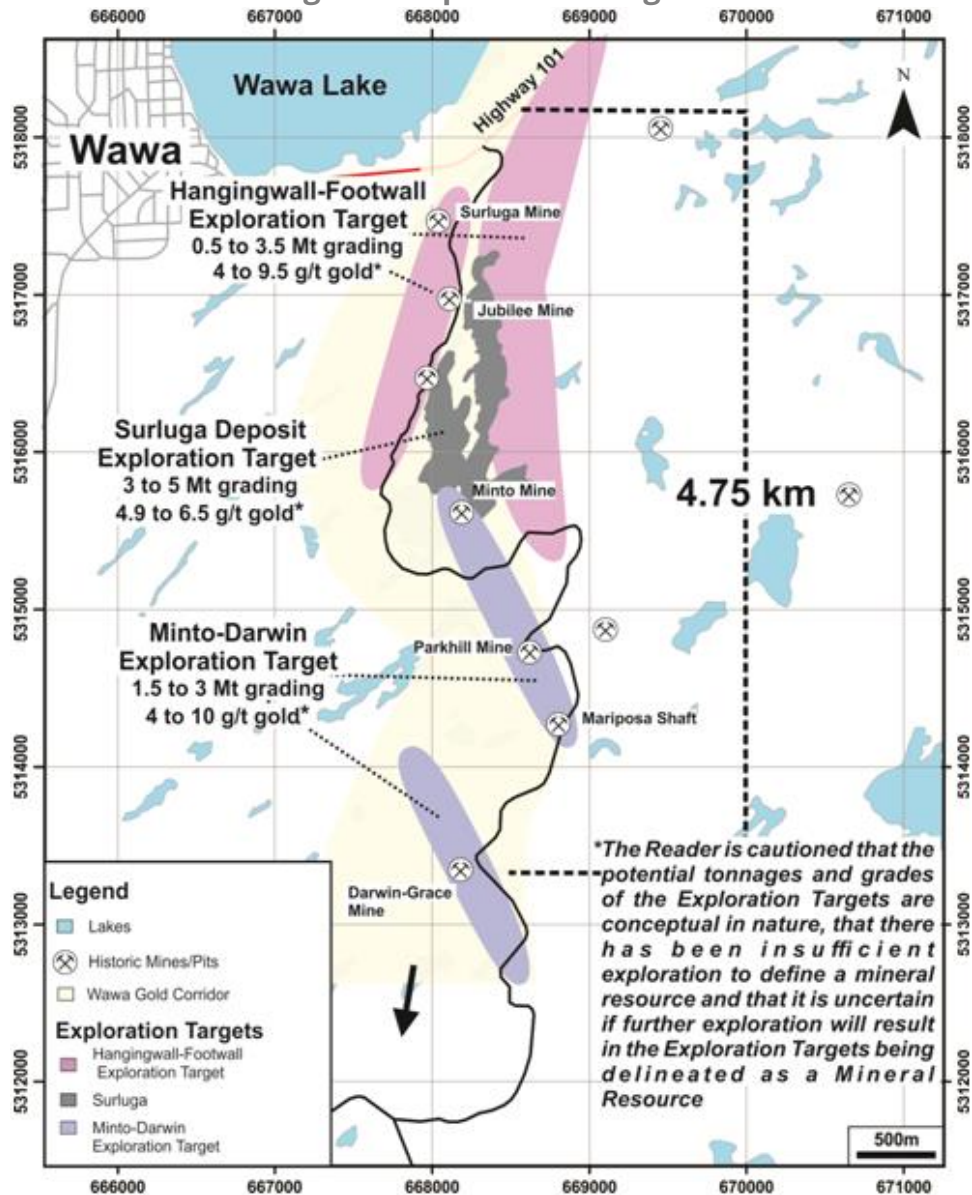 666000
667000
668000
669000
670000
671000
Wawa Lake
Highway 101
N
5318000
Wawa
5318000
Hangingwall-Footwall
Exploration Target
0.5 to 3.5 Mt grading
4 to 9.5 g/t gold*
Surluga Mine
5317000
Jubilee Mine
5317000
5316000
Surluga Deposit
Exploration Target
3 to 5 Mt grading
4.9 to 6.5 g/t gold*
Minto Mine
4.75 km
5316000
5315000
5315000
Minto-Darwin
Exploration Target
1.5 to 3 Mt grading
4 to 10 g/t gold*
Parkhill Mine
Mariposa Shaft
5314000
5314000
Darwin-Grace
Mine
*The Reader is cautioned that the
potential tonnages and grades
of the Exploration Targets are
conceptual in nature, that there
has been insufficient
exploration to define a mineral
resource and that it is uncertain
if further exploration will result
in the Exploration Targets being
delineated as a Mineral
Resource
5313000
5313000
5312000
5312000
Legend
Lakes
Historic Mines/Pits
Wawa Gold Corridor
Exploration Targets
Hangingwall-Footwall
Exploration Target
Surluga
Minto-Darwin
Exploration Target
500m
666000
667000
668000
669000
670000
671000